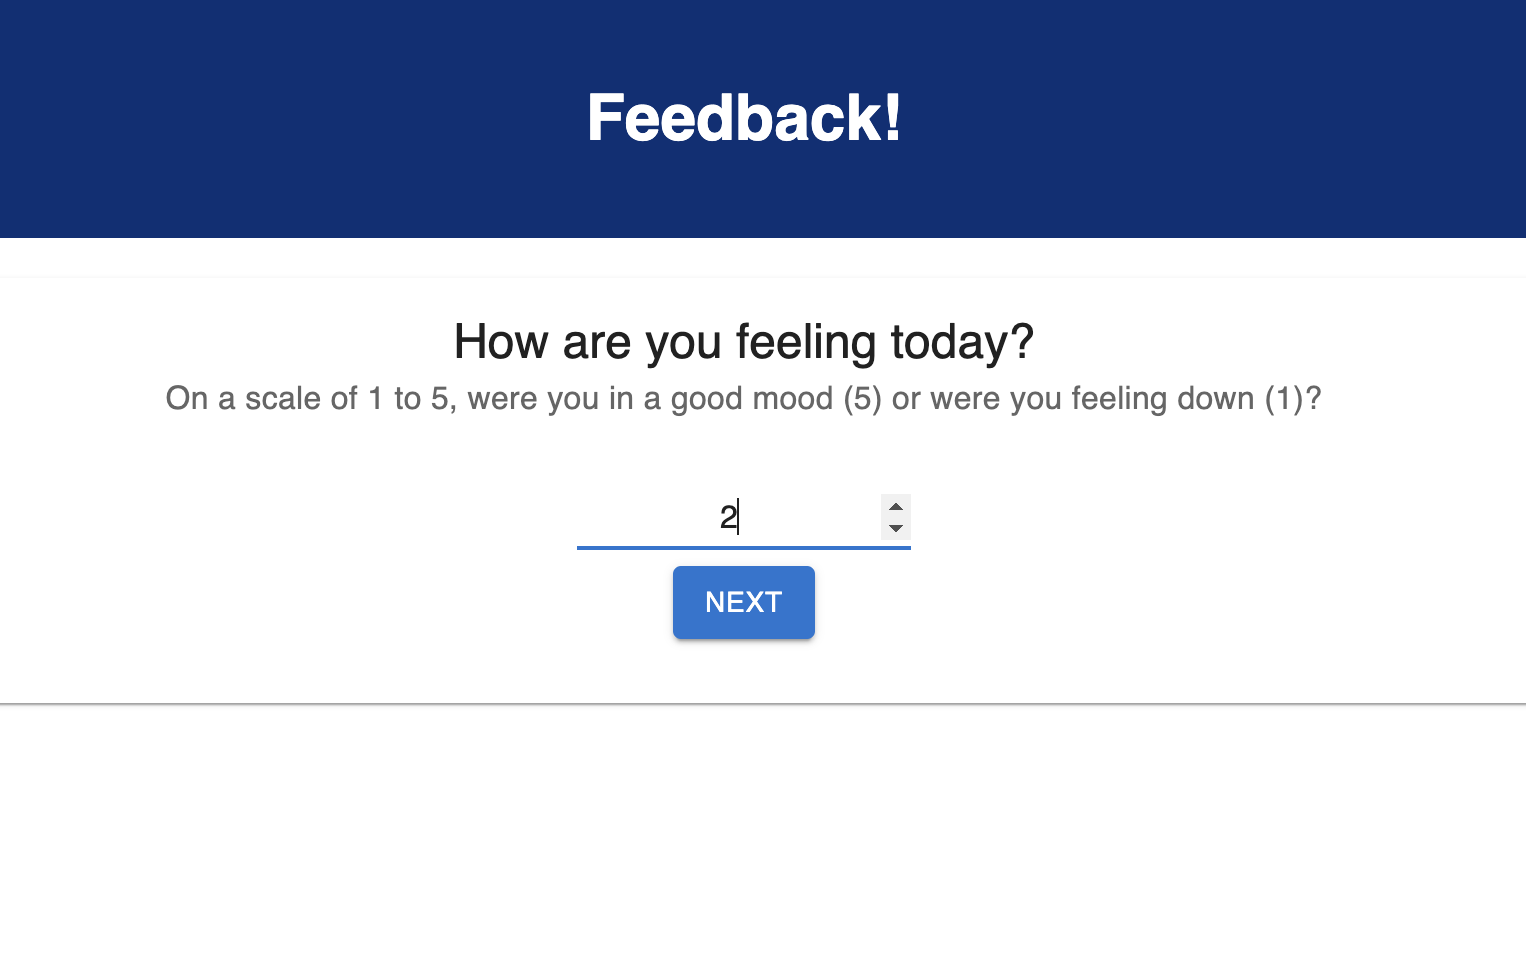 Feedback!
How are you feeling today?
On a scale of 1 to 5, were you in a good mood (5) or were you feeling down (1)?
2
NEXT